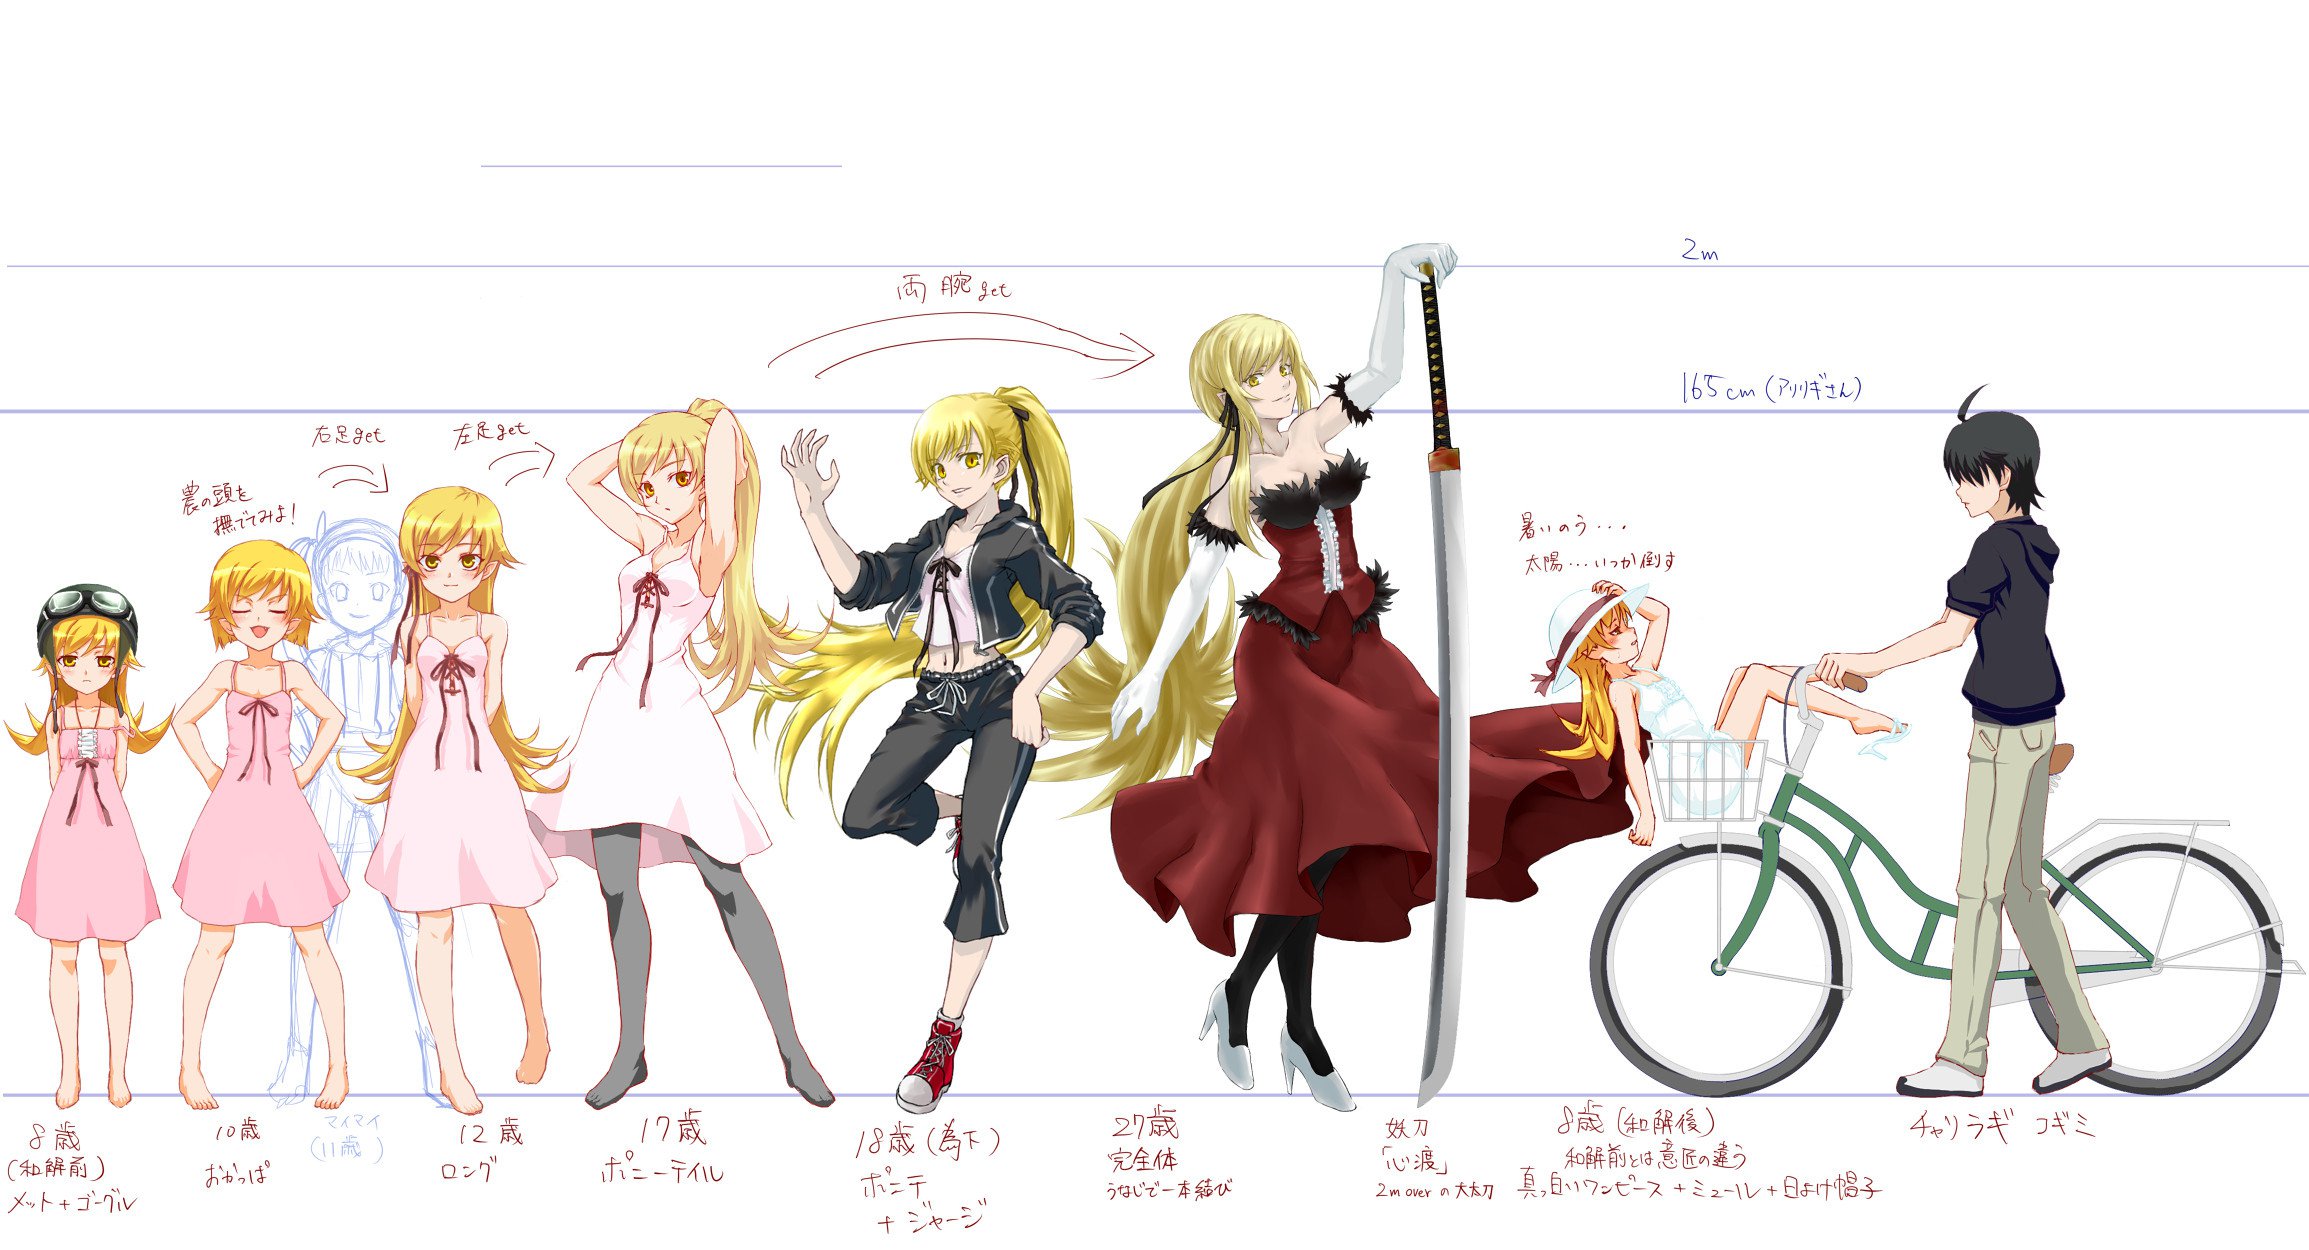 2m
両腕get
165cm (アリリギさん)
右足get
左足get
儂の頭を
撫でてみよ!
暑いのう・・・
太陽・・・いつか倒す
8歳
(和解前)
メット+ゴーグル
10歳
おかっぱ
マイマイ
(11歳)
12歳
ロング
17歳
ポニーテイル
18歳(為下)
ポニテ
+ジャージ
27歳
完全体
うなじで一本結び
妖刀
「心渡」
2m overの大太刀
8歳(和解後)
和解前とは意匠の違う
真っ白いワンピース+ミュール+日よけ帽子
チャリラギ コギミ